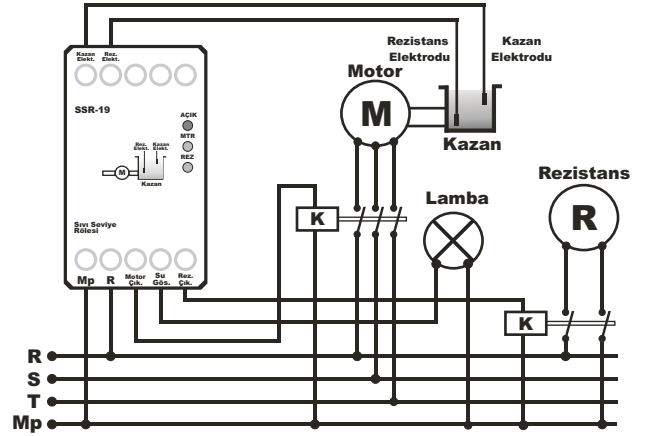 Kazan Elekt.
Rez. Elekt.
SSR-19
AÇIK
MTR
REZ
Rez. Elekt.
Kazan Elekt.
M
Kazan
Sıvı Seviye
Rölesi
Mp
R
Motor Çık.
Su Gös.
Rez. Çık.
Rezistans
Elektrodu
Kazan
Elektrodu
Motor
M
Kazan
K
Lamba
Rezistans
R
K
R
S
T
Mp